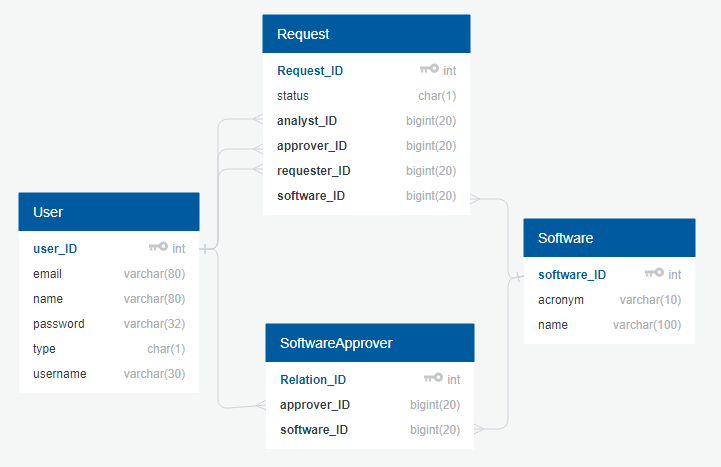 Request
Request_ID int
status char(1)
analyst_ID bigint(20)
approver_ID bigint(20)
requester_ID bigint(20)
software_ID bigint(20)
User
user_ID int
email varchar(80)
name varchar(80)
password varchar(32)
type char(1)
username varchar(30)
Software
software_ID int
acronym varchar(10)
name varchar(100)
SoftwareApprover
Relation_ID int
approver_ID bigint(20)
software_ID bigint(20)